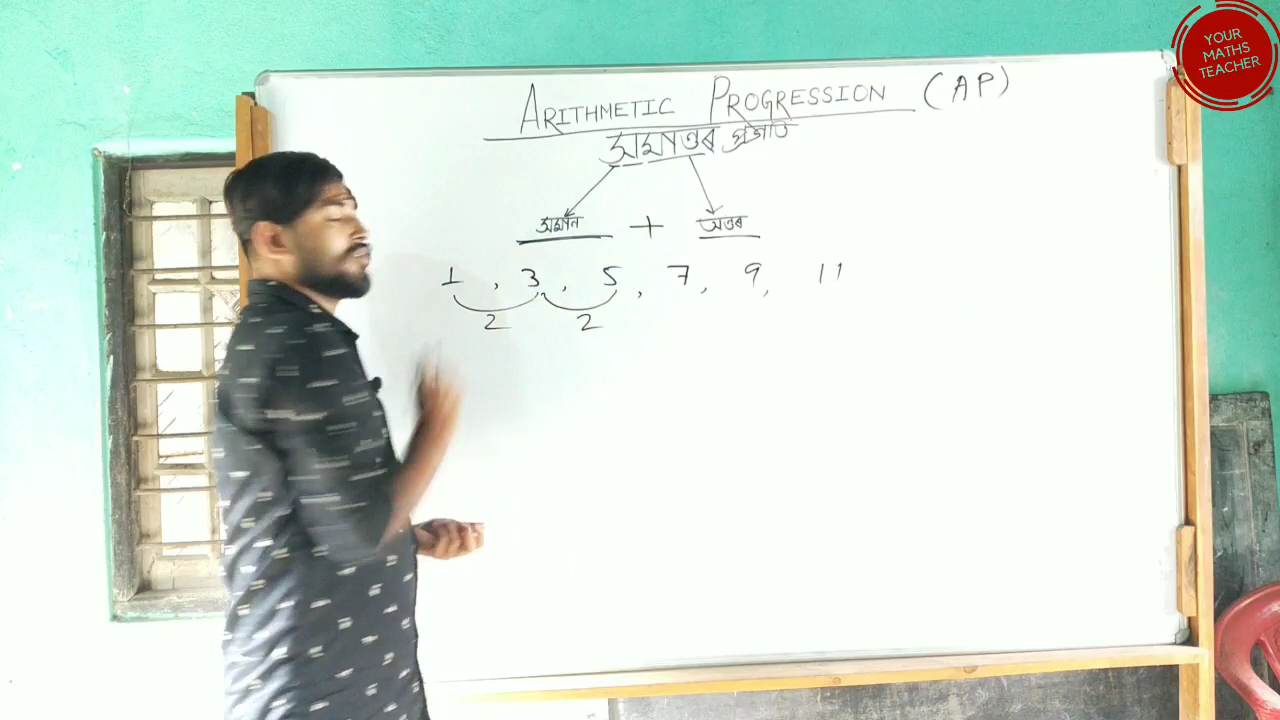 ARITHMETIC PROGRESSION (AP)
সমান্তৰ প্ৰগতি
সমান + অন্তৰ
1, 3, 5, 7, 9, 11
2 2
YOUR
MATHS
TEACHER